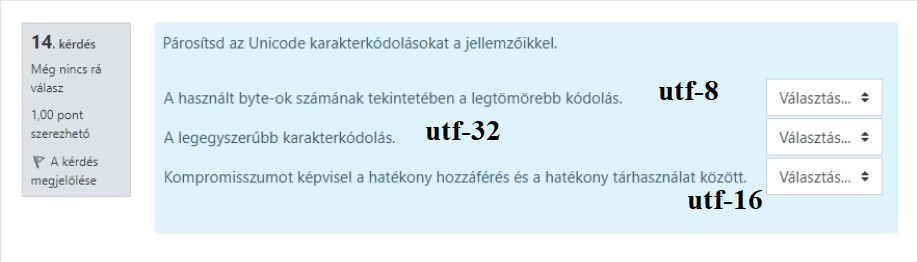 14. kérdés
Még nincs rá
válasz
1,00 pont
szerezhető
A kérdés
megjelölése
Párosítsd az Unicode karakterkódolásokat a jellemzőikkel.
A használt byte-ok számának tekintetében a legtömörebb kódolás. utf-8 Választás...
A legegyszerűbb karakterkódolás. utf-32 Választás...
Kompromisszumot képvisel a hatékony hozzáférés és a hatékony tárhasználat között. Választás...
utf-16